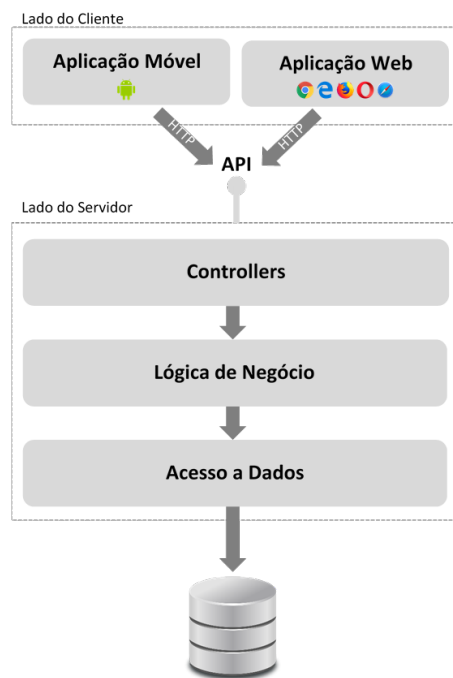 Lado do Cliente
Aplicação Móvel
Aplicação Web
HTTP
HTTP
API
Lado do Servidor
Controllers
Lógica de Negócio
Acesso a Dados